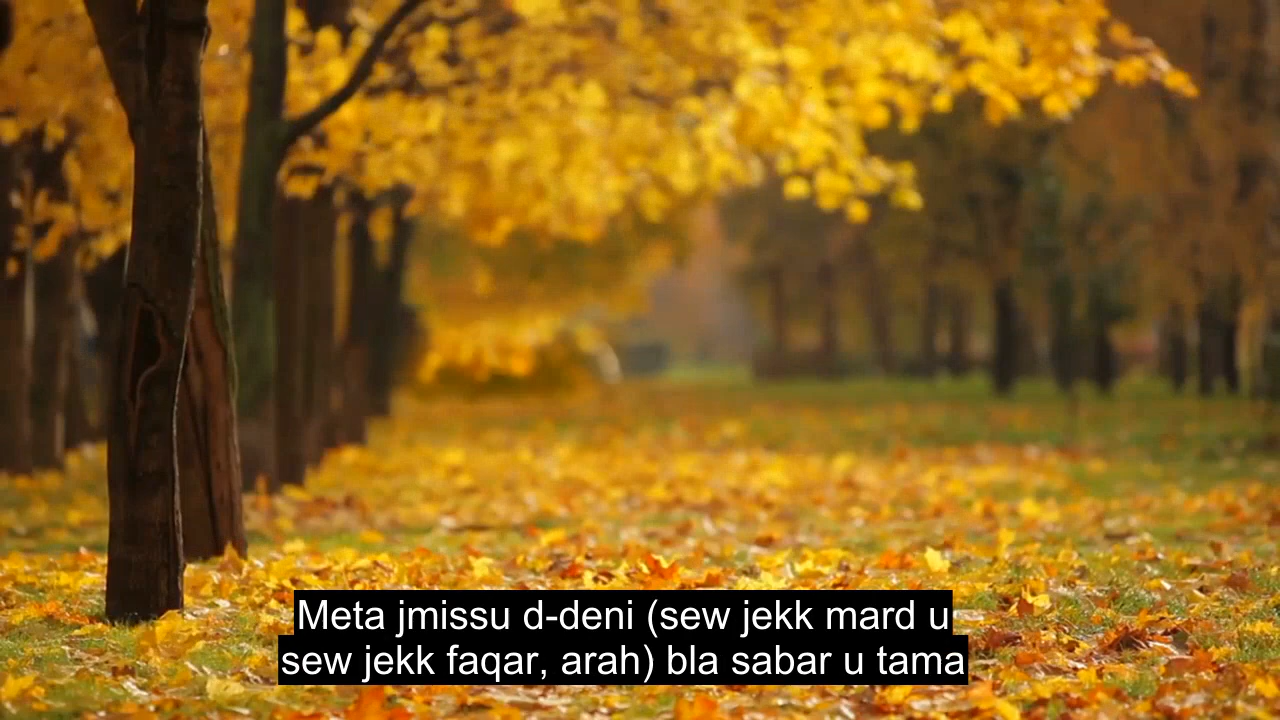 Meta jmissu d-deni (sew jekk mard u
sew jekk faqar, arah) bla sabar u tama